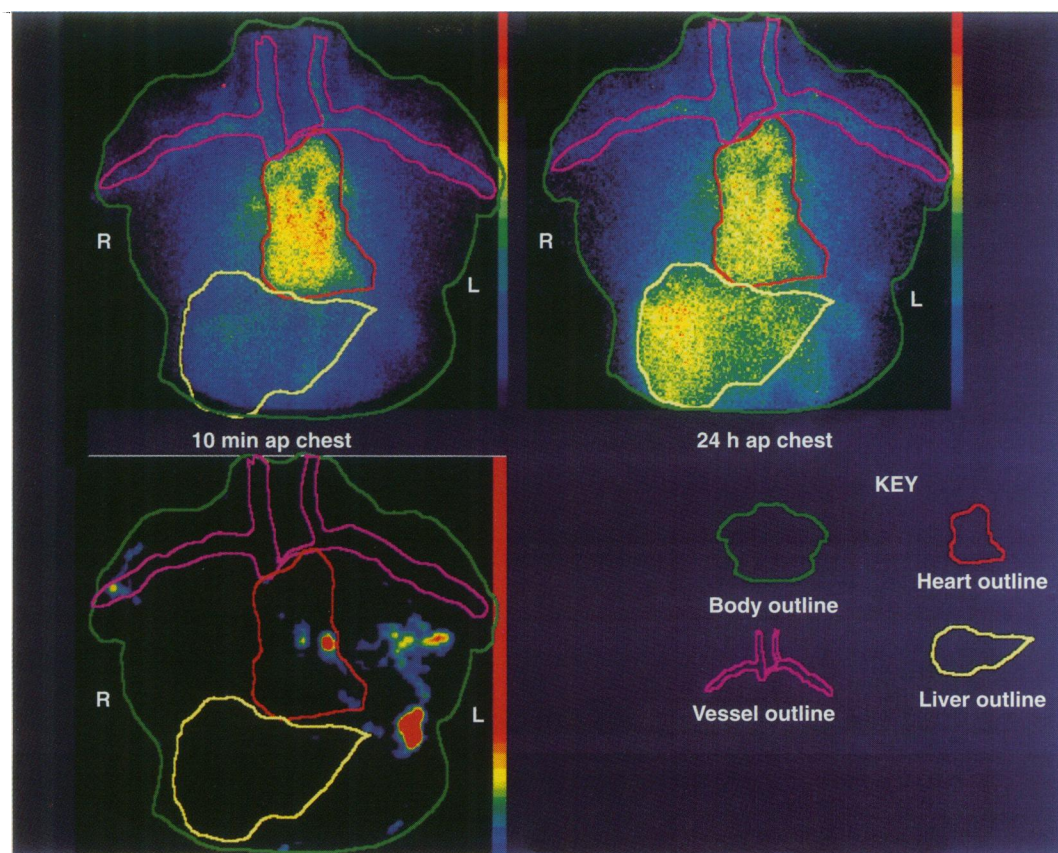 R
L
R
L
10 min ap chest
24 h ap chest
KEY
Body outline
Heart outline
R
L
Vessel outline
Liver outline